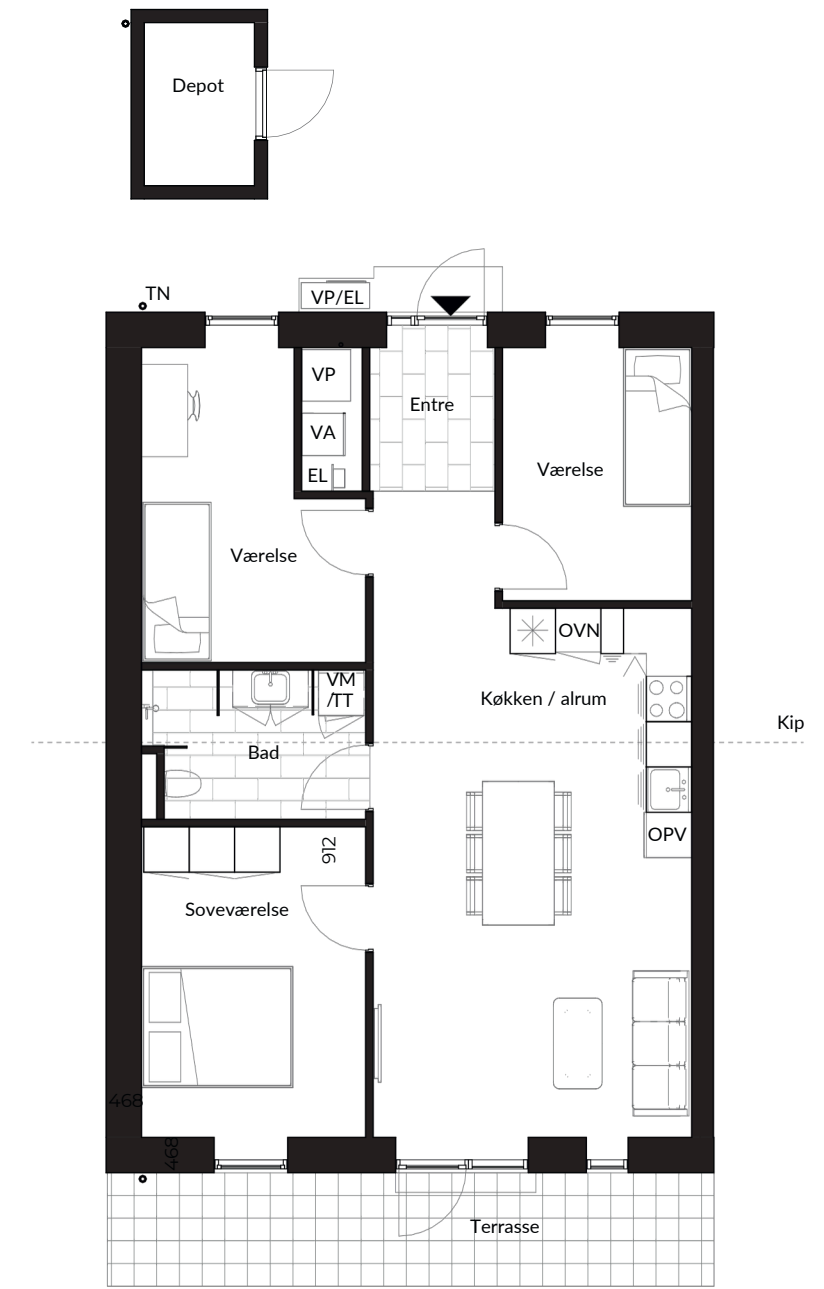 Depot
TN
VP/EL
VP
VA
EL
Entre
Værelse
Værelse
OVN
VM
/TT
Køkken / alrum
Kip
Bad
OPV
912
Soveværelse
468
468
Terrasse